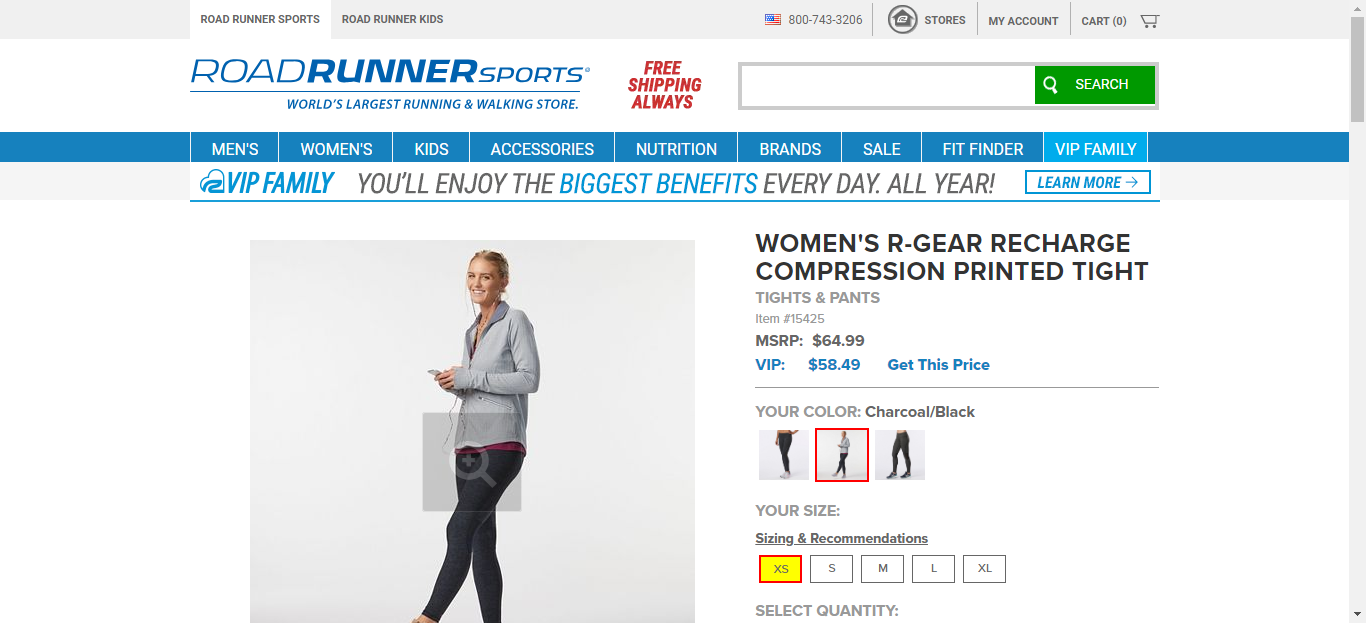 ROAD RUNNER SPORTS
ROAD RUNNER KIDS
800-743-3206
STORES
MY ACCOUNT
CART (0)
ROADRUNNERSPORTS®
WORLD'S LARGEST RUNNING & WALKING STORE.
FREE
SHIPPING
ALWAYS
SEARCH
MEN'S
WOMEN'S
KIDS
ACCESSORIES
NUTRITION
BRANDS
SALE
FIT FINDER
VIP FAMILY
VIP FAMILY
YOU'LL ENJOY THE BIGGEST BENEFITS EVERY DAY. ALL YEAR!
LEARN MORE →
WOMEN'S R-GEAR RECHARGE
COMPRESSION PRINTED TIGHT
TIGHTS & PANTS
Item #15425
MSRP: $64.99
VIP: $58.49 Get This Price
YOUR COLOR: Charcoal/Black
YOUR SIZE:
Sizing & Recommendations
XS
S
M
L
XL
SELECT QUANTITY: